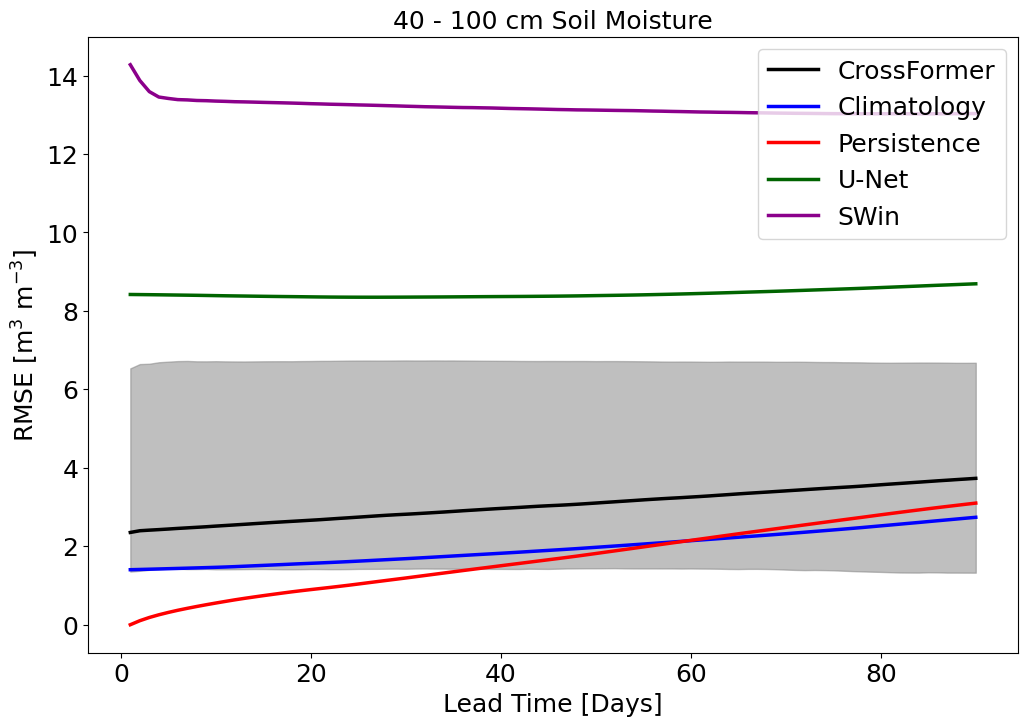 40 - 100 cm Soil Moisture
RMSE [m³ m⁻³]
14
12
10
8
6
4
2
0
CrossFormer
Climatology
Persistence
U-Net
SWin
0 20 40 60 80
Lead Time [Days]